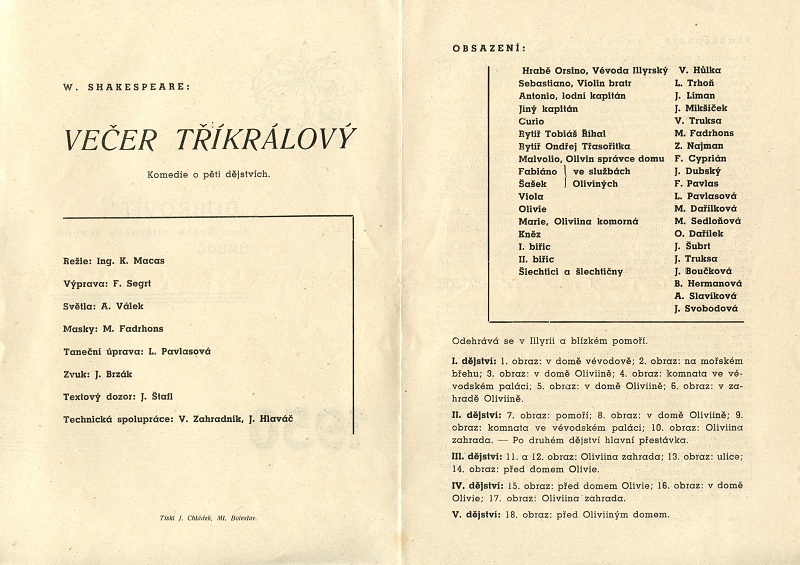 W. SHAKESPEARE:
VEČER TŘÍKRÁLOVÝ
Komedie o pěti dějstvích.
Režie: Ing. K. Macas
Výprava: F. Segrt
Světla: A. Válek
Masky: M. Fadrhons
Taneční úprava: L. Pavlasová
Zvuk: J. Brzák
Textový dozor: J. Štafl
Technická spolupráce: V. Zahradník, J. Hlaváč
Tiskl J. Chládek, Ml. Boleslav.
OBSAZENÍ:
Hrabě Orsino, Vévoda Illyrský V. Hůlka
Sebastiano, Violin bratr L. Trhoň
Antonio, lodní kapitán J. Líman
Jiný kapitán J. Mikšíček
Curio V. Truksa
Rytíř Tobiáš Říhal M. Fadrhons
Rytíř Ondřej Třasořitka Z. Najman
Malvolio, Olivin správce domu F. Cyprián
Fabiáno } ve službách J. Dubský
Šašek } Oliviných F. Pavlas
Viola L. Pavlasová
Olivie M. Dařílková
Marie, Oliviina komorná M. Sedloňová
Kněz O. Dařílek
I. biřic J. Šubrt
II. biřic J. Truksa
Šlechtici a šlechtičny J. Boučková
B. Hermanová
A. Slavíková
J. Svobodová
Odehrává se v Illyrii a blízkém pomoří.
I. dějství: 1. obraz: v domě vévodově; 2. obraz: na mořském
břehu; 3. obraz: v domě Oliviině; 4. obraz: komnata ve vé-
vodském paláci; 5. obraz: v domě Oliviině; 6. obraz: v za-
hradě Oliviině.
II. dějství: 7. obraz: pomoří; 8. obraz: v domě Oliviině; 9.
obraz: komnata ve vévodském paláci; 10. obraz: Oliviina
zahrada. — Po druhém dějství hlavní přestávka.
III. dějství: 11. a 12. obraz: Oliviina zahrada; 13. obraz: ulice;
14. obraz: před domem Olivie.
IV. dějství: 15. obraz: před domem Olivie; 16. obraz: v domě
Olivie; 17. obraz: Oliviina zahrada.
V. dějství: 18. obraz: před Oliviiným domem.